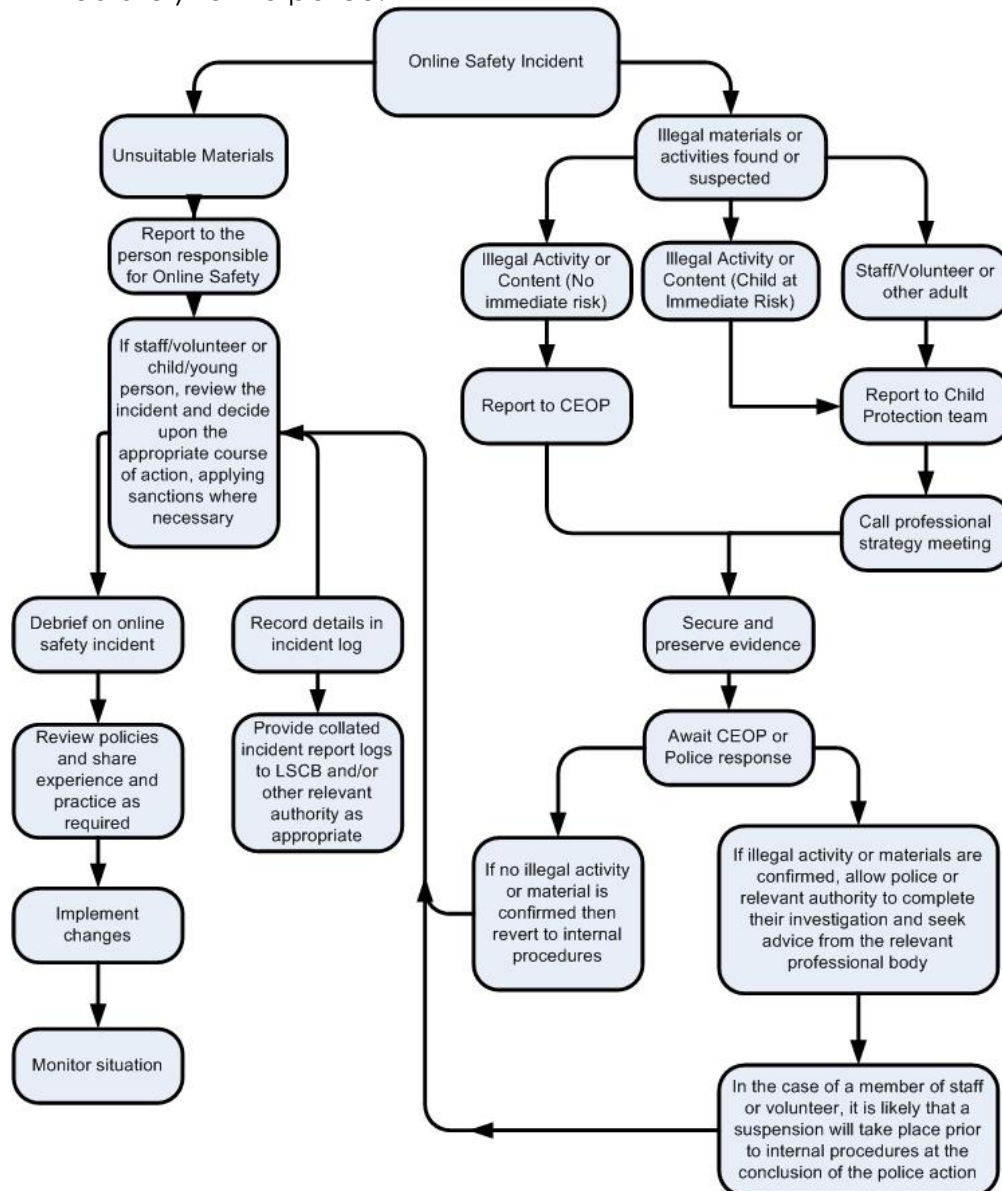 Online Safety Incident
Unsuitable Materials
Report to the
person responsible
for Online Safety
If staff/volunteer or
child/young
person, review the
incident and decide
upon the
appropriate course
of action, applying
sanctions where
necessary
Debrief on online
safety incident
Review policies
and share
experience and
practice as
required
Implement
changes
Monitor situation
Record details in
incident log
Provide collated
incident report logs
to LSCB and/or
other relevant
authority as
appropriate
Illegal materials or
activities found or
suspected
Illegal Activity or
Content (No
immediate risk)
Illegal Activity or
Content (Child at
Immediate Risk)
Staff/Volunteer or
other adult
Report to CEOP
Report to Child
Protection team
Call professional
strategy meeting
Secure and
preserve evidence
Await CEOP or
Police response
If no illegal activity
or material is
confirmed then
revert to internal
procedures
If illegal activity or materials are
confirmed, allow police or
relevant authority to complete
their investigation and seek
advice from the relevant
professional body
In the case of a member of staff
or volunteer, it is likely that a
suspension will take place prior
to internal procedures at the
conclusion of the police action